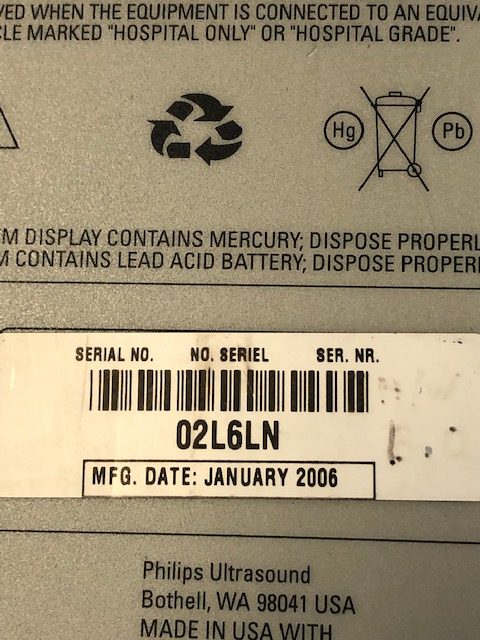 VED WHEN THE EQUIPMENT IS CONNECTED TO AN EQUIVA
CLE MARKED "HOSPITAL ONLY" OR "HOSPITAL GRADE".
Hg Pb
EM DISPLAY CONTAINS MERCURY; DISPOSE PROPERL
M CONTAINS LEAD ACID BATTERY; DISPOSE PROPERL
SERIAL NO. NO. SERIEL SER. NR.
02L6LN
MFG. DATE: JANUARY 2006
Philips Ultrasound
Bothell, WA 98041 USA
MADE IN USA WITH